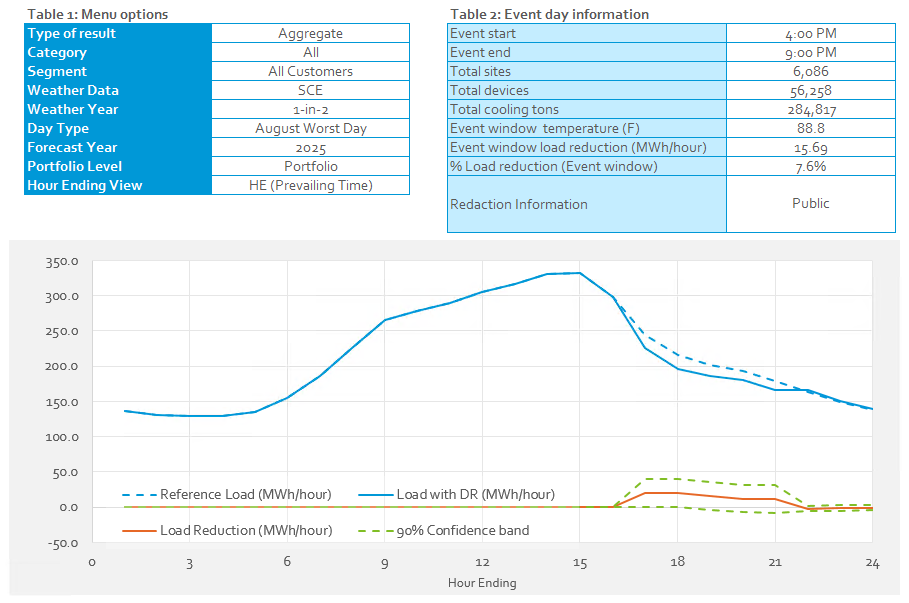 Table 1: Menu options
Type of result Aggregate
Category All
Segment All Customers
Weather Data SCE
Weather Year 1-in-2
Day Type August Worst Day
Forecast Year 2025
Portfolio Level Portfolio
Hour Ending View HE (Prevailing Time)
Table 2: Event day information
Event start 4:00 PM
Event end 9:00 PM
Total sites 6,086
Total devices 56,258
Total cooling tons 284,817
Event window temperature (F) 88.8
Event window load reduction (MWh/hour) 15.69
% Load reduction (Event window) 7.6%
Redaction Information Public
350.0
300.0
250.0
200.0
150.0
100.0
50.0
0.0
-50.0
Reference Load (MWh/hour) Load with DR (MWh/hour)
Load Reduction (MWh/hour) 90% Confidence band
0 3 6 9 12 15 18 21 24
Hour Ending